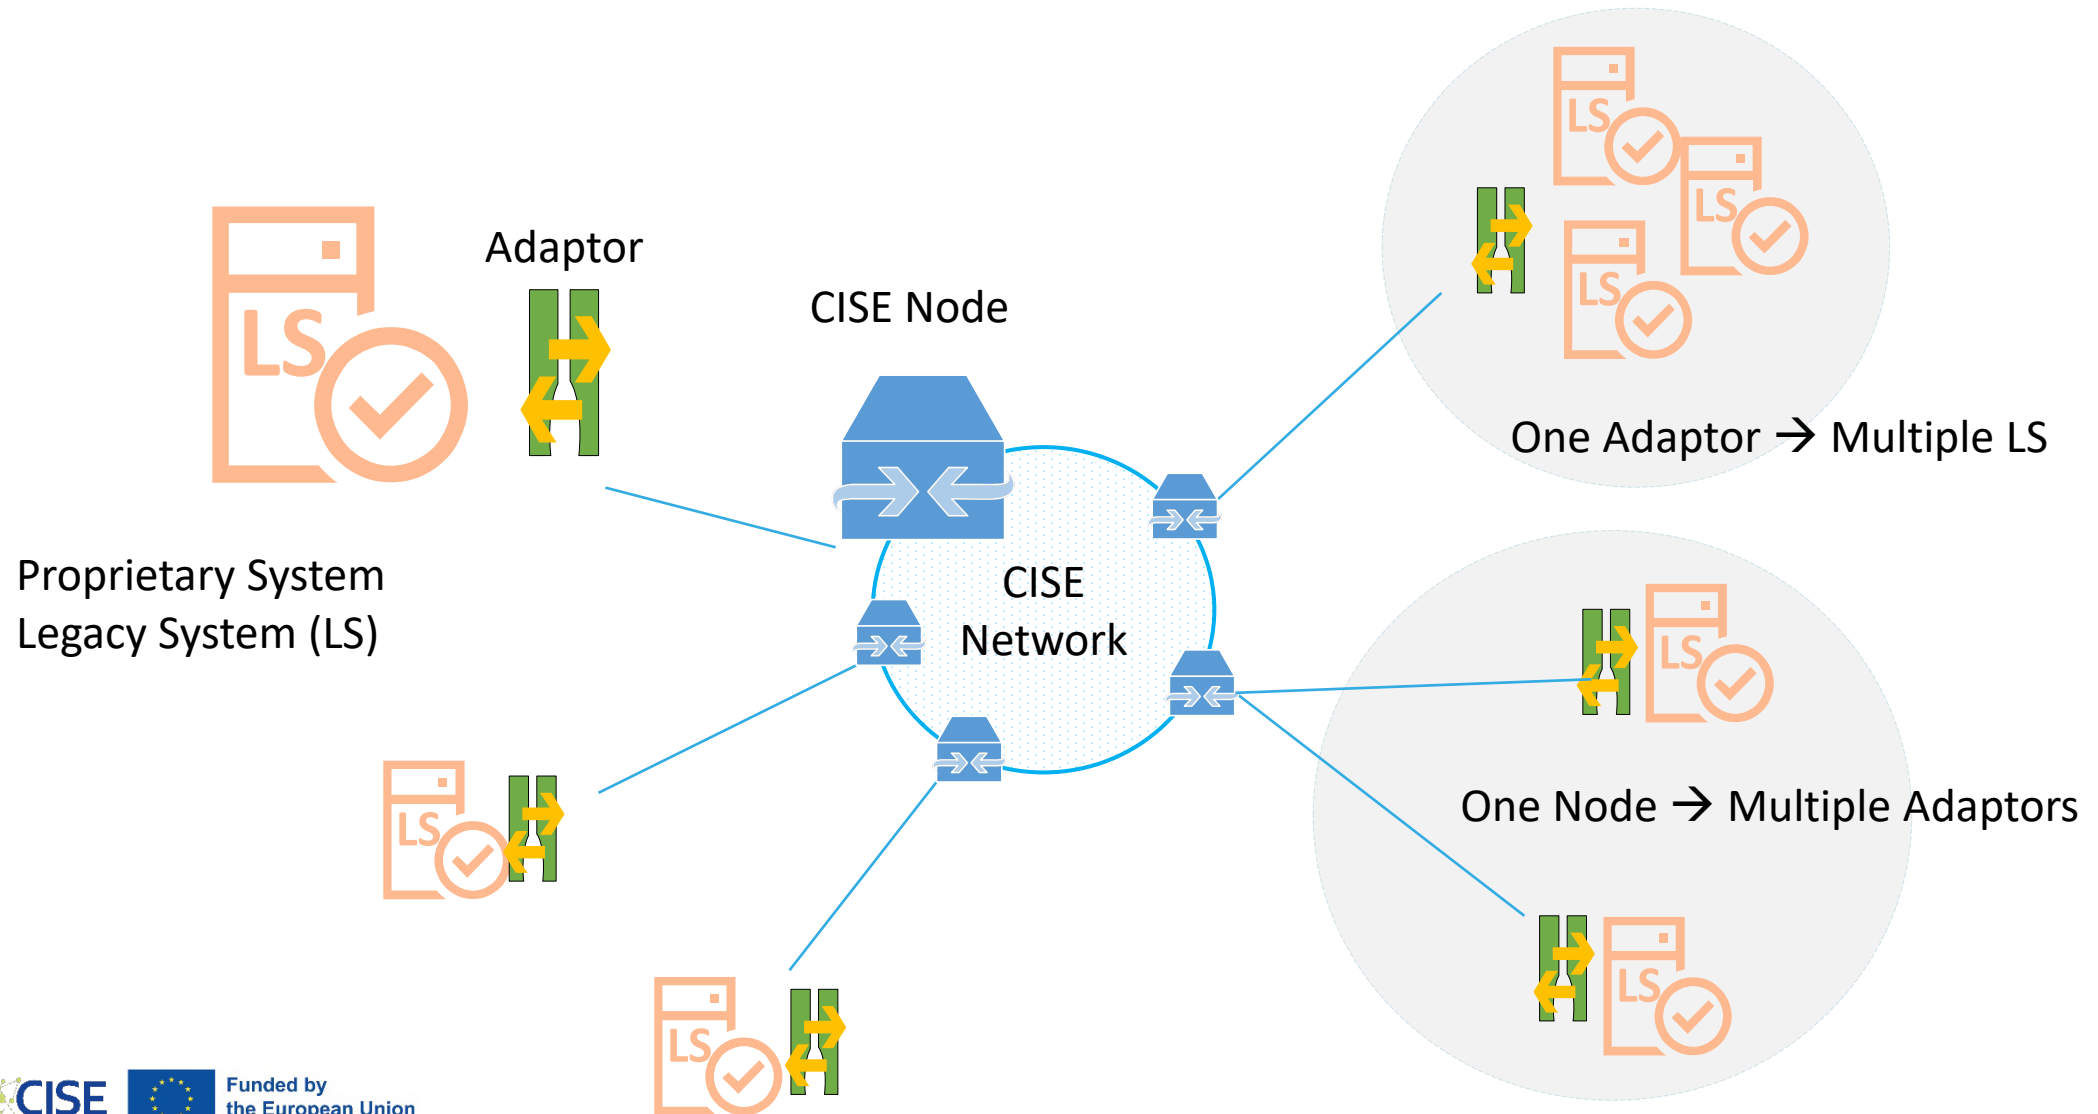 Adaptor
CISE Node
LS
Proprietary System
Legacy System (LS)
CISE
Network
LS
LS
LS
One Adaptor → Multiple LS
LS
One Node → Multiple Adaptors
LS
LS
LS
CISE
Funded by
the European Union